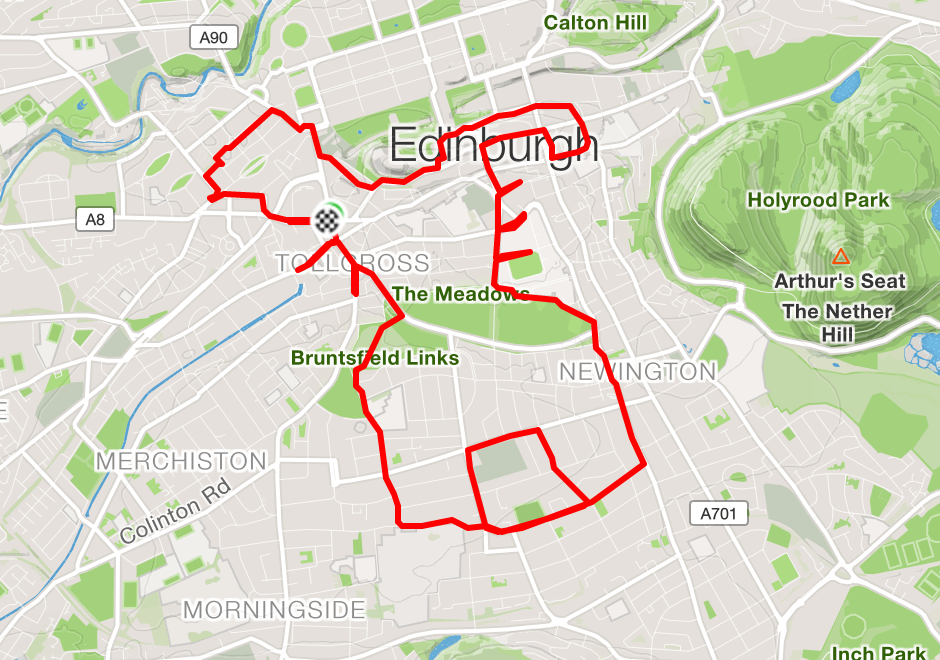 Calton Hill
A90
Edinburgh
Holyrood Park
A8
TOLLCROSS
Arthur's Seat
The Meadows
The Nether
Hill
Bruntsfield Links
NEWINGTON
E
MERCHISTON
Colinton Rd
A701
MORNINGSIDE
Inch Park